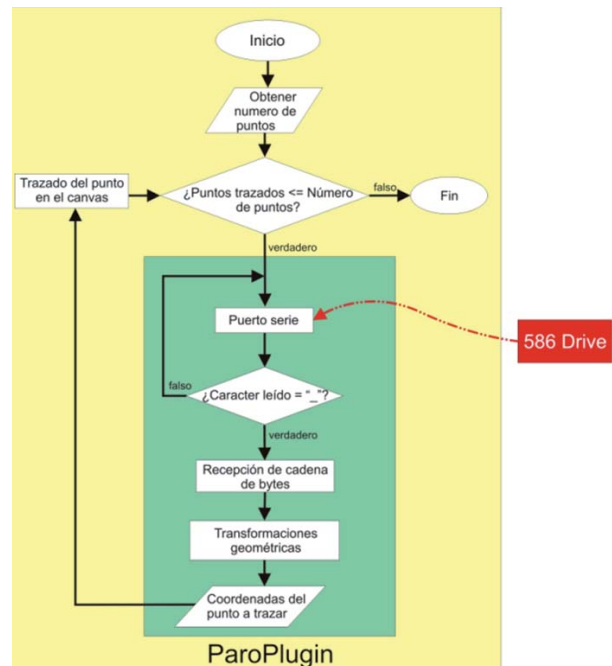 Inicio
Obtener
numero de
puntos
Trazado del punto
en el canvas
¿Puntos trazados <= Número
de puntos?
falso
Fin
verdadero
Puerto serie
586 Drive
falso
¿Caracter leído = “_”?
verdadero
Recepción de cadena
de bytes
Transformaciones
geométricas
Coordenadas del
punto a trazar
ParoPlugin